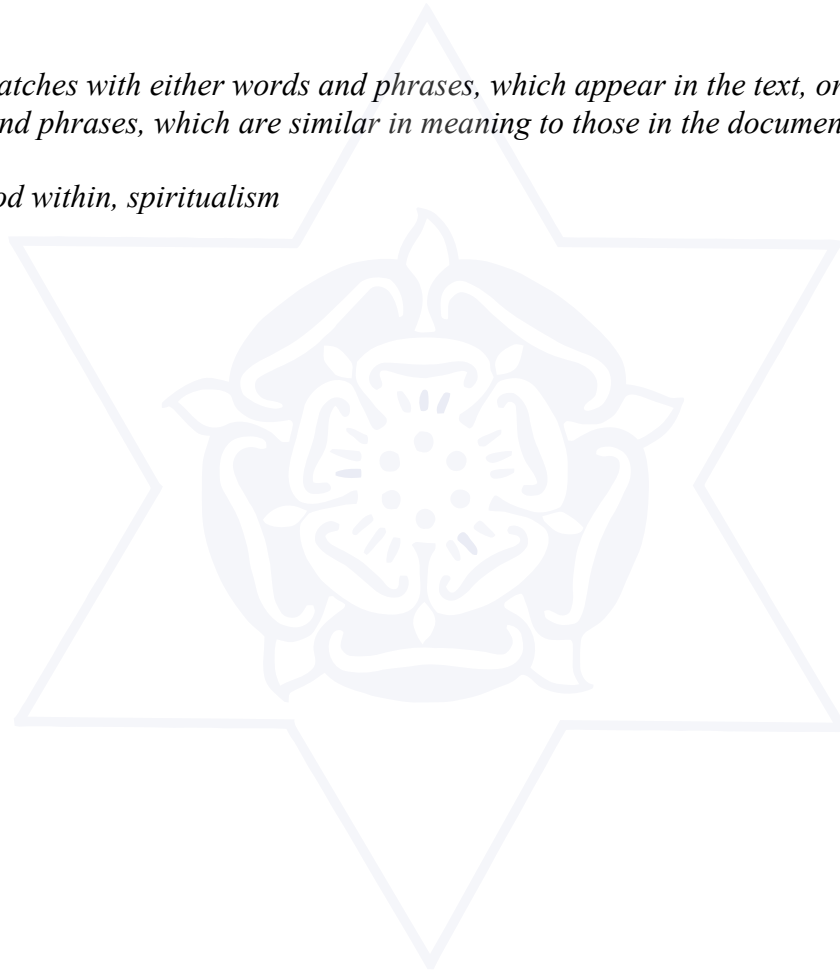 atches with either words and phrases, which appear in the text, or
nd phrases, which are similar in meaning to those in the documen
od within, spiritualism